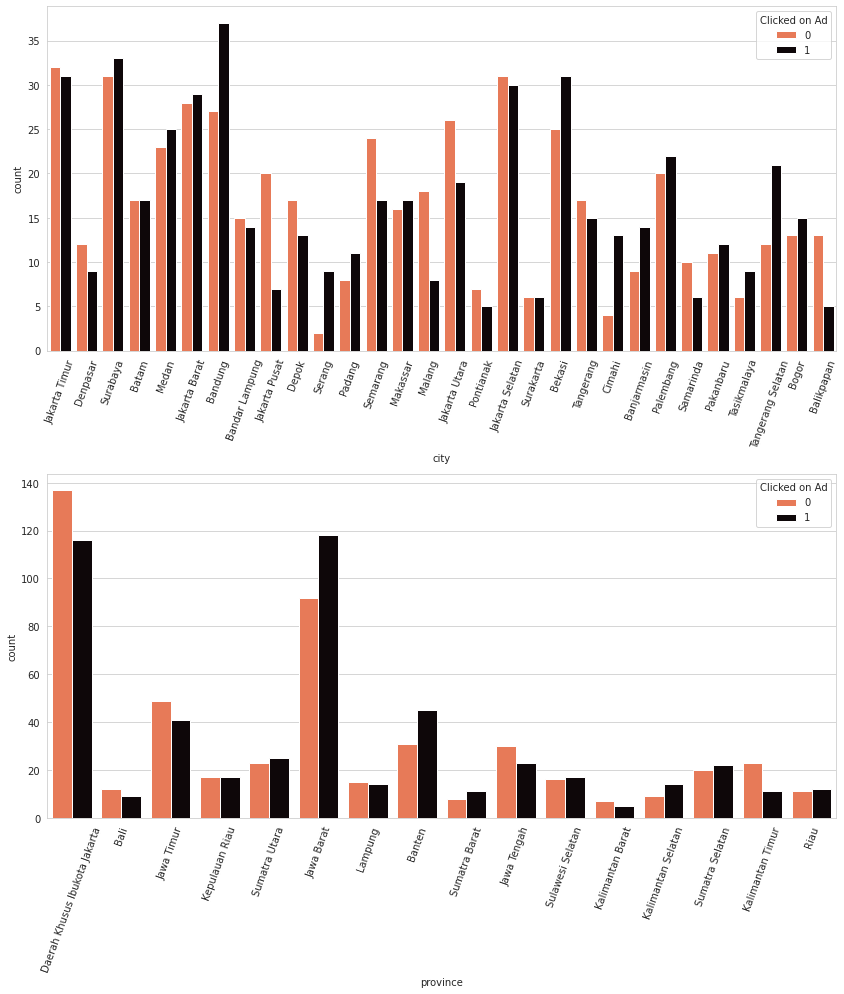 Clicked on Ad
0
1
35
30
25
20
15
10
5
0
count
Jakarta Timur
Denpasar
Surabaya
Batam
Medan
Jakarta Barat
Bandung
Bandar Lampung
Jakarta Pusat
Depok
Serang
Padang
Semarang
Makassar
Malang
Jakarta Utara
Pontianak
Jakarta Selatan
Surakarta
Bekasi
Tangerang
Cimahi
Banjarmasin
Palembang
Samarinda
Pakanbaru
Tasikmalaya
Tangerang Selatan
Bogor
Balikpapan
city
Clicked on Ad
0
1
140
120
100
80
60
40
20
0
count
Daerah Khusus Ibukota Jakarta
Bali
Jawa Timur
Kepulauan Riau
Sumatra Utara
Jawa Barat
Lampung
Banten
Sumatra Barat
Jawa Tengah
Sulawesi Selatan
Kalimantan Barat
Kalimantan Selatan
Sumatra Selatan
Kalimantan Timur
Riau
province